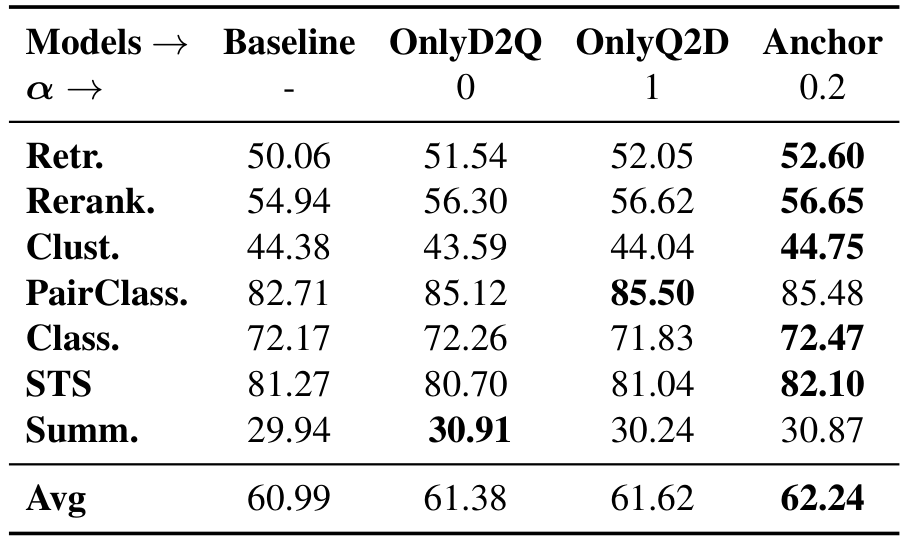 Models → Baseline OnlyD2Q OnlyQ2D Anchor
α → - 0 1 0.2
Retr. 50.06 51.54 52.05 52.60
Rerank. 54.94 56.30 56.62 56.65
Clust. 44.38 43.59 44.04 44.75
PairClass. 82.71 85.12 85.50 85.48
Class. 72.17 72.26 71.83 72.47
STS 81.27 80.70 81.04 82.10
Summ. 29.94 30.91 30.24 30.87
Avg 60.99 61.38 61.62 62.24